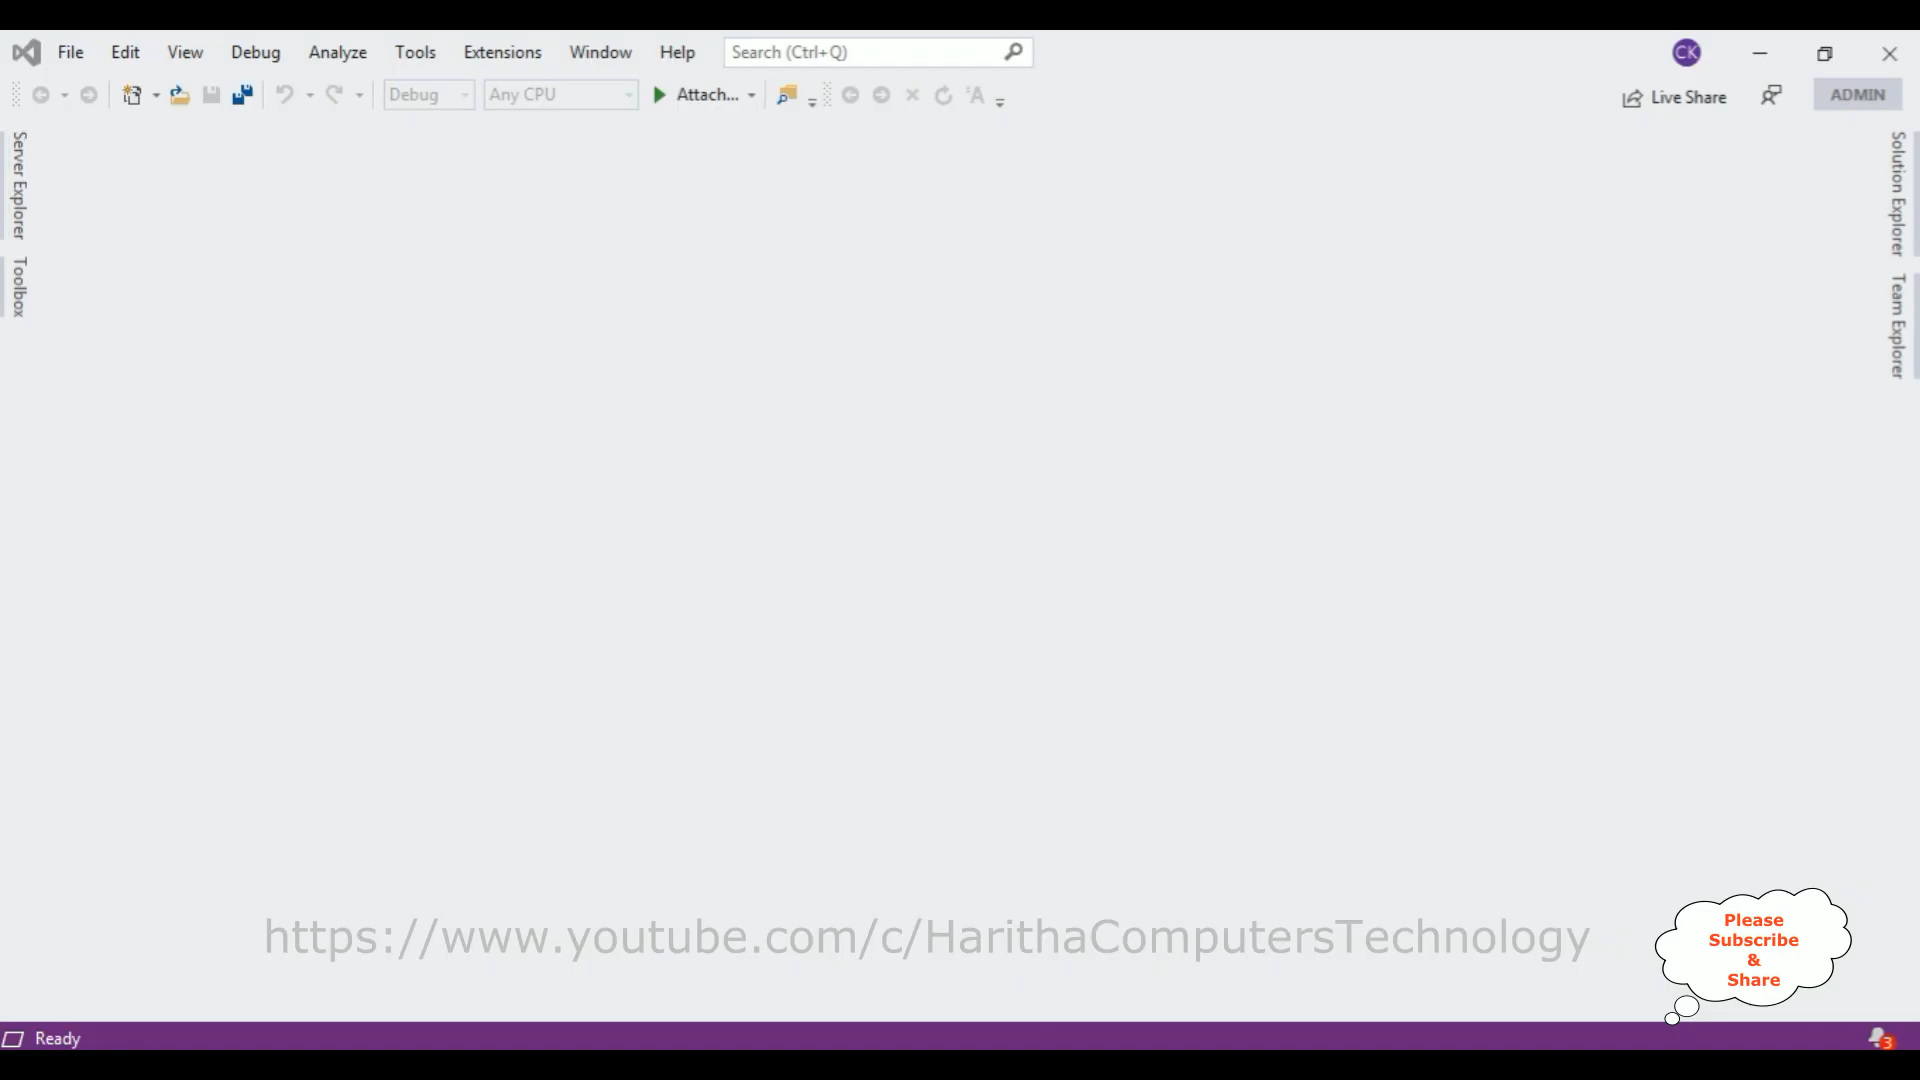 File Edit View Debug Analyze Tools Extensions Window Help Search (Ctrl+Q) CK
Debug Any CPU Attach... Live Share ADMIN
Server Explorer
Toolbox
Solution Explorer
Team Explorer
https://www.youtube.com/c/HarithaComputersTechnology
Please
Subscribe
&
Share
Ready 3